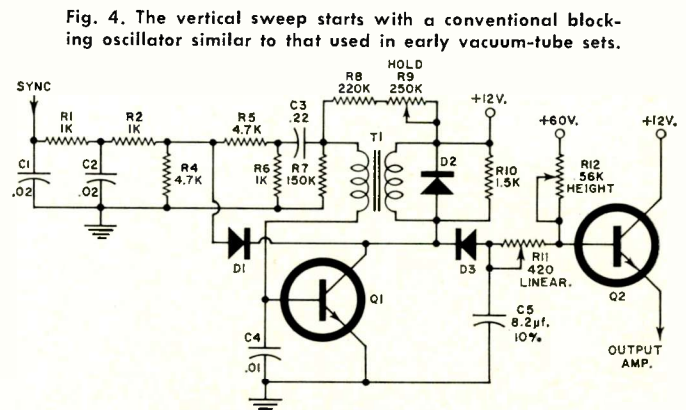 Fig. 4. The vertical sweep starts with a conventional block-
ing oscillator similar to that used in early vacuum-tube sets.
SYNC
R1
1K
R2
1K
R5
4.7K
C3
.22
R8
220K
HOLD
R9
250K
+12V.
+60V.
+12V.
C1
.02
C2
.02
R4
4.7K
R6
1K
R7
150K
T1
D2
R10
1.5K
R12
.56K
HEIGHT
D1
D3
R11
420
LINEAR.
Q1
Q2
C4
.01
C5
8.2µf.
10%
OUTPUT
AMP.